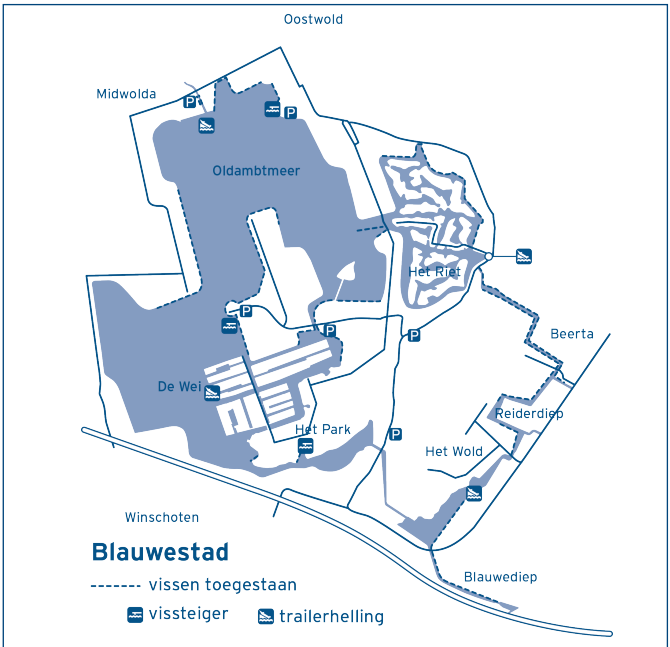 Oostwold
Midwolda
P
P
Oldambtmeer
Het Riet
P
P
P
Beerta
De Wei
Reiderdiep
Het Park
P
Het Wold
Winschoten
Blauwestad
Blauwediep
vissen toegestaan
vissteiger
trailerhelling